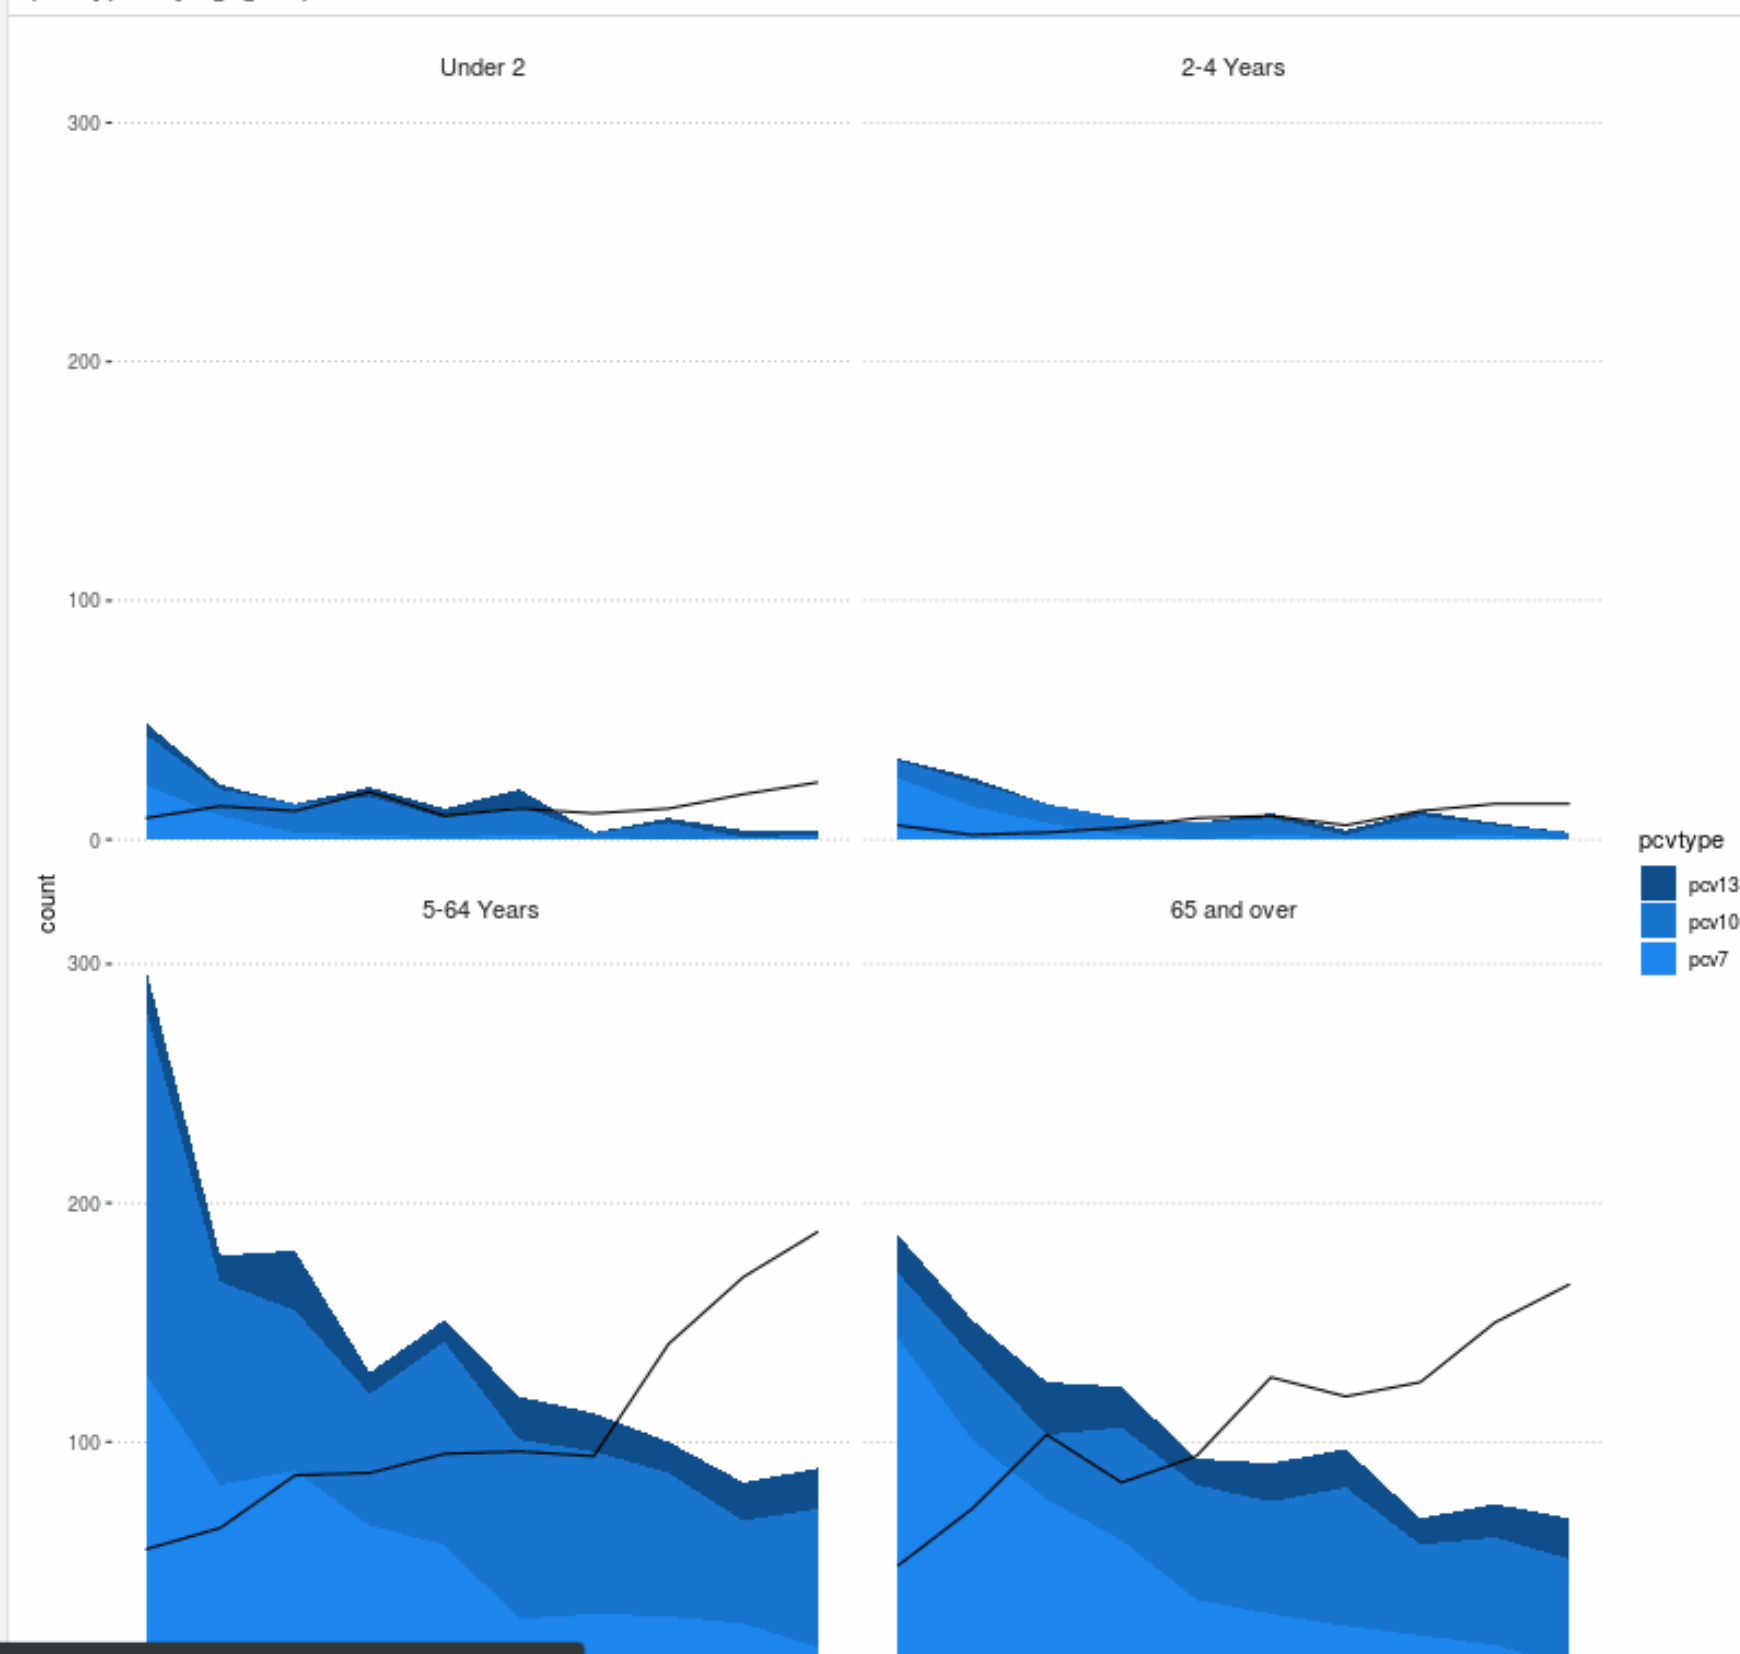 Under 2
2-4 Years
300
200
100
0
count
5-64 Years
65 and over
300
200
100
pcvtype
pcv13
pcv10
pcv7